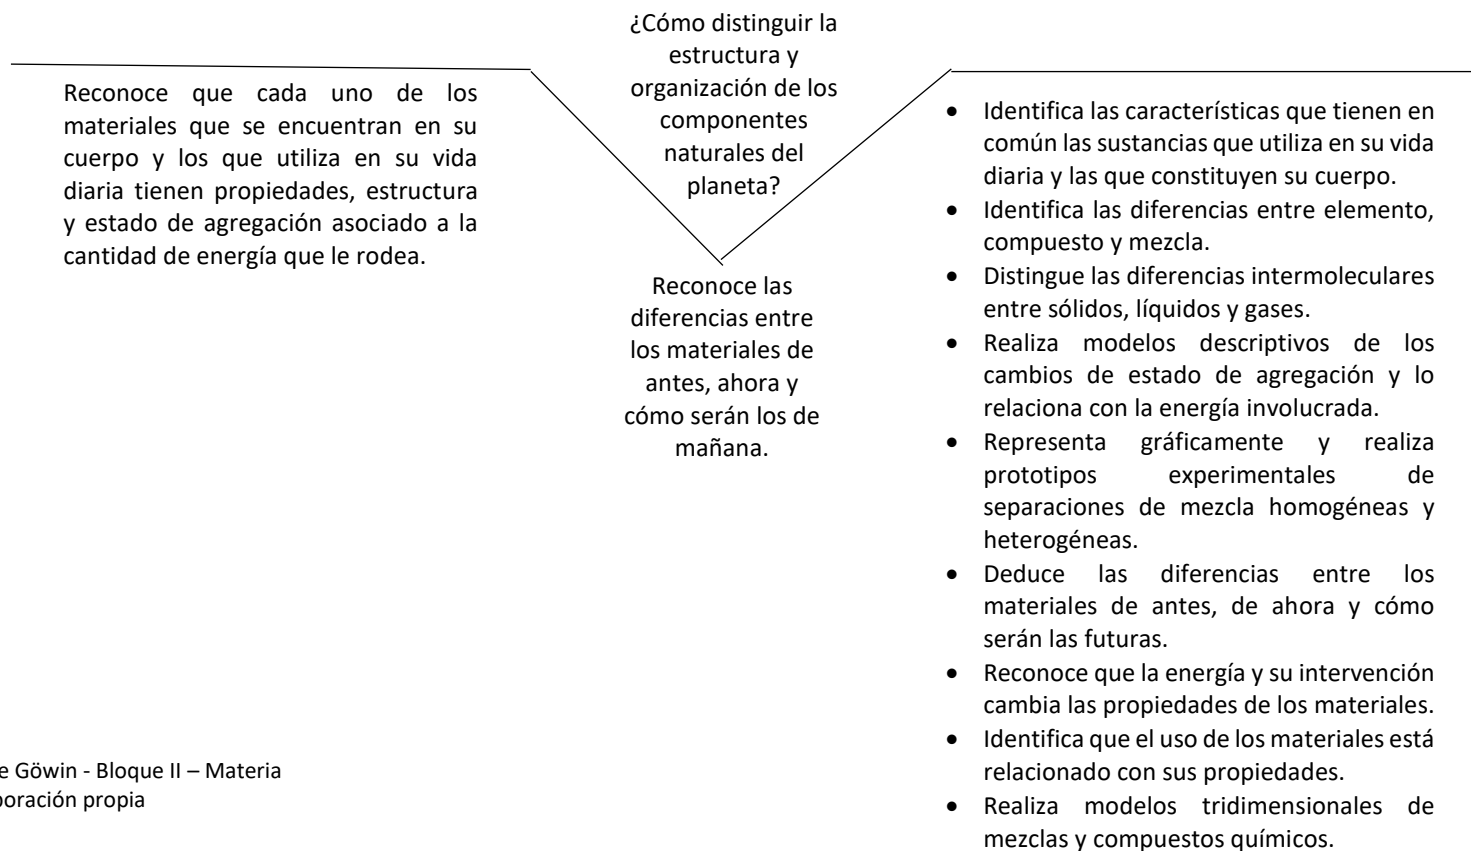 ¿Cómo distinguir la
estructura y
organización de los
componentes
naturales del
planeta?
Reconoce que cada uno de los
materiales que se encuentran en su
cuerpo y los que utiliza en su vida
diaria tienen propiedades, estructura
y estado de agregación asociado a la
cantidad de energía que le rodea.
Reconoce las
diferencias entre
los materiales de
antes, ahora y
cómo serán los de
mañana.
• Identifica las características que tienen en
común las sustancias que utiliza en su vida
diaria y las que constituyen su cuerpo.
• Identifica las diferencias entre elemento,
compuesto y mezcla.
• Distingue las diferencias intermoleculares
entre sólidos, líquidos y gases.
• Realiza modelos descriptivos de los
cambios de estado de agregación y lo
relaciona con la energía involucrada.
• Representa gráficamente y realiza
prototipos experimentales de
separaciones de mezcla homogéneas y
heterogéneas.
• Deduce las diferencias entre los
materiales de antes, de ahora y cómo
serán las futuras.
• Reconoce que la energía y su intervención
cambia las propiedades de los materiales.
• Identifica que el uso de los materiales está
relacionado con sus propiedades.
• Realiza modelos tridimensionales de
mezclas y compuestos químicos.
e Göwin - Bloque II – Materia
boración propia